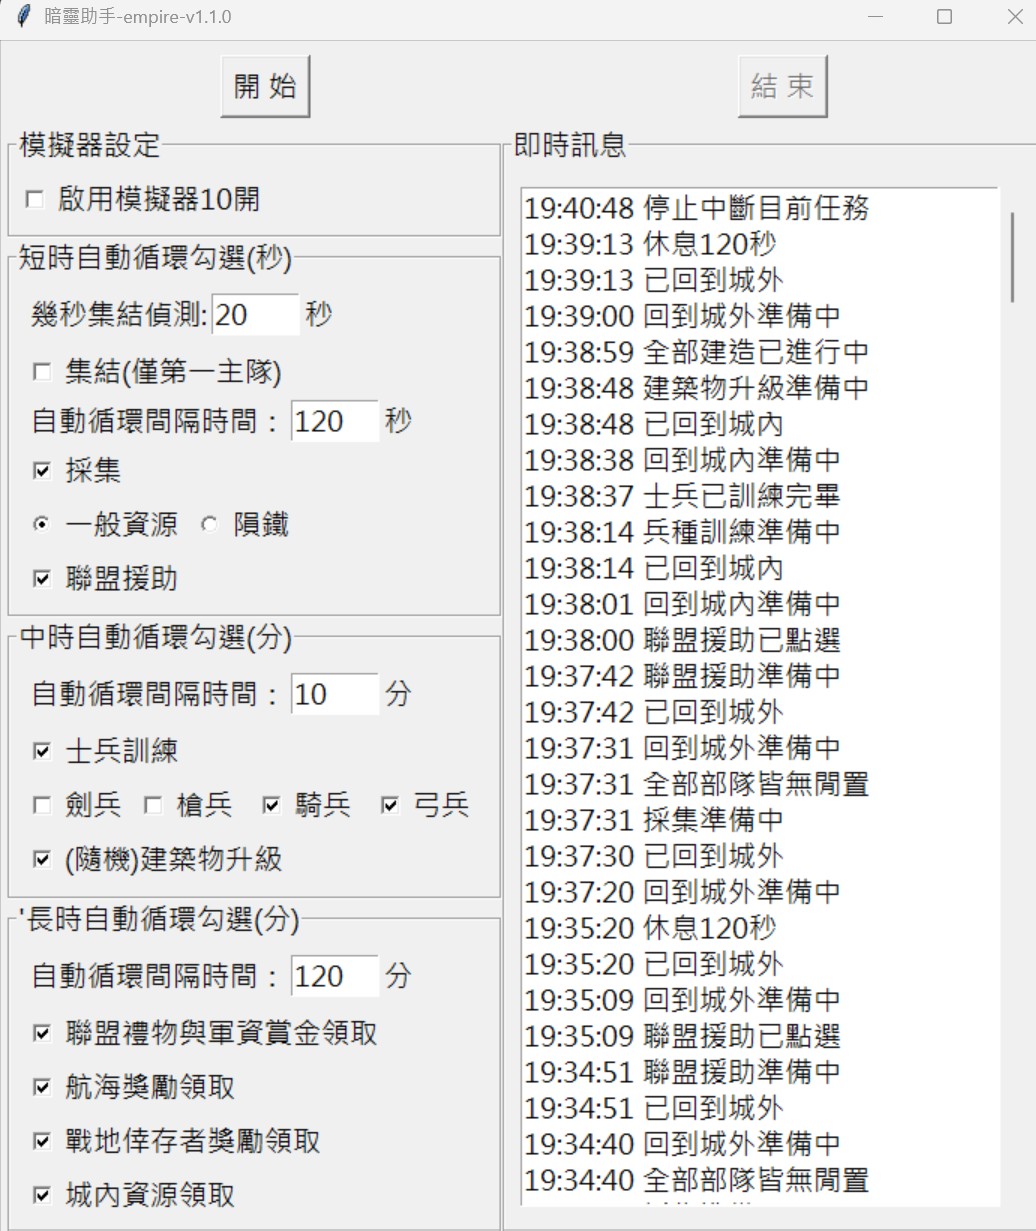 暗靈助手-empire-v1.1.0
開 始
結 束
模擬器設定
啟用模擬器10開
短時自動循環勾選(秒)
幾秒集結偵測: 20 秒
集結(僅第一主隊)
自動循環間隔時間： 120 秒
採集
一般資源 隕鐵
聯盟援助
中時自動循環勾選(分)
自動循環間隔時間： 10 分
士兵訓練
劍兵 槍兵 騎兵 弓兵
(隨機)建築物升級
'長時自動循環勾選(分)
自動循環間隔時間： 120 分
聯盟禮物與軍資賞金領取
航海獎勵領取
戰地倖存者獎勵領取
城內資源領取
即時訊息
19:40:48 停止中斷目前任務
19:39:13 休息120秒
19:39:13 已回到城外
19:39:00 回到城外準備中
19:38:59 全部建造已進行中
19:38:48 建築物升級準備中
19:38:48 已回到城內
19:38:38 回到城內準備中
19:38:37 士兵已訓練完畢
19:38:14 兵種訓練準備中
19:38:14 已回到城內
19:38:01 回到城內準備中
19:38:00 聯盟援助已點選
19:37:42 聯盟援助準備中
19:37:42 已回到城外
19:37:31 回到城外準備中
19:37:31 全部部隊皆無閒置
19:37:31 採集準備中
19:37:30 已回到城外
19:37:20 回到城外準備中
19:35:20 休息120秒
19:35:20 已回到城外
19:35:09 回到城外準備中
19:35:09 聯盟援助已點選
19:34:51 聯盟援助準備中
19:34:51 已回到城外
19:34:40 回到城外準備中
19:34:40 全部部隊皆無閒置